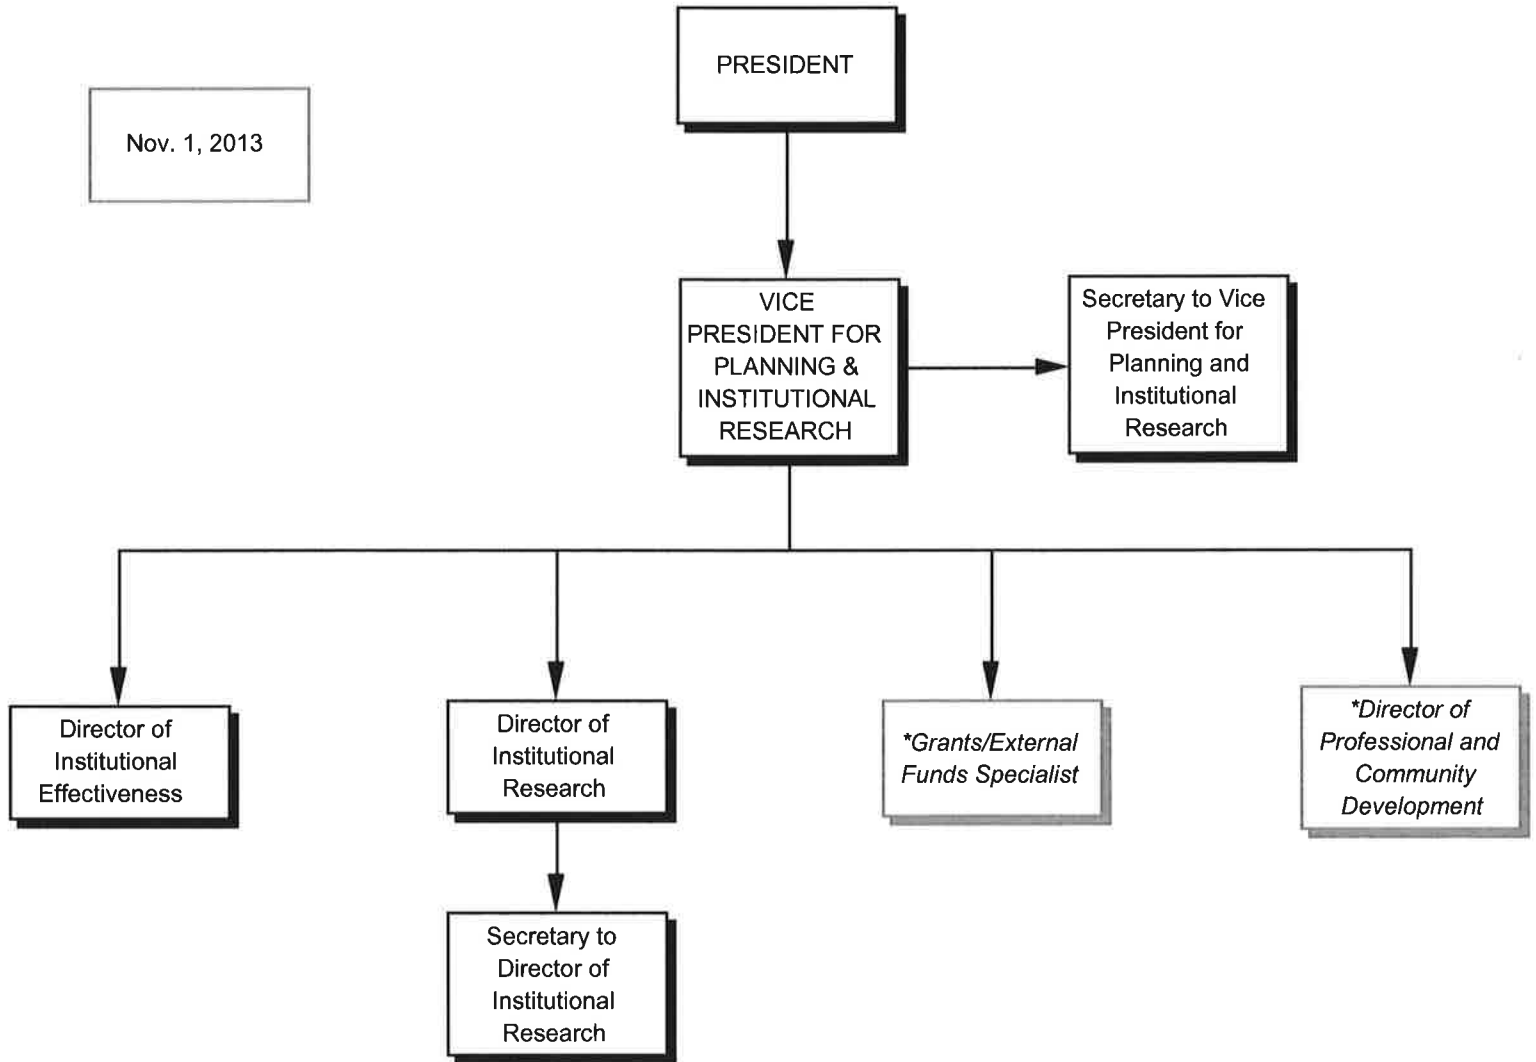 PRESIDENT
Nov. 1, 2013
VICE
PRESIDENT FOR
PLANNING &
INSTITUTIONAL
RESEARCH
Secretary to Vice
President for
Planning and
Institutional
Research
Director of
Institutional
Effectiveness
Director of
Institutional
Research
*Grants/External
Funds Specialist
*Director of
Professional and
Community
Development
Secretary to
Director of
Institutional
Research